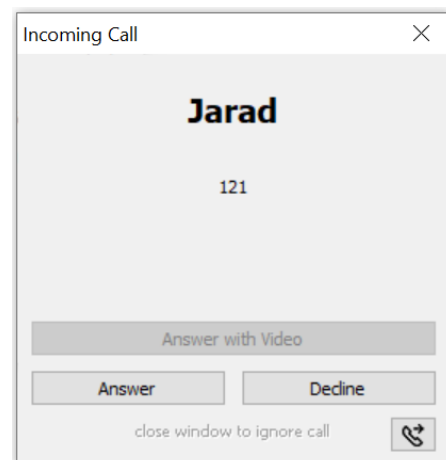 Incoming Call
Jarad
121
Answer with Video
Answer
Decline
close window to ignore call